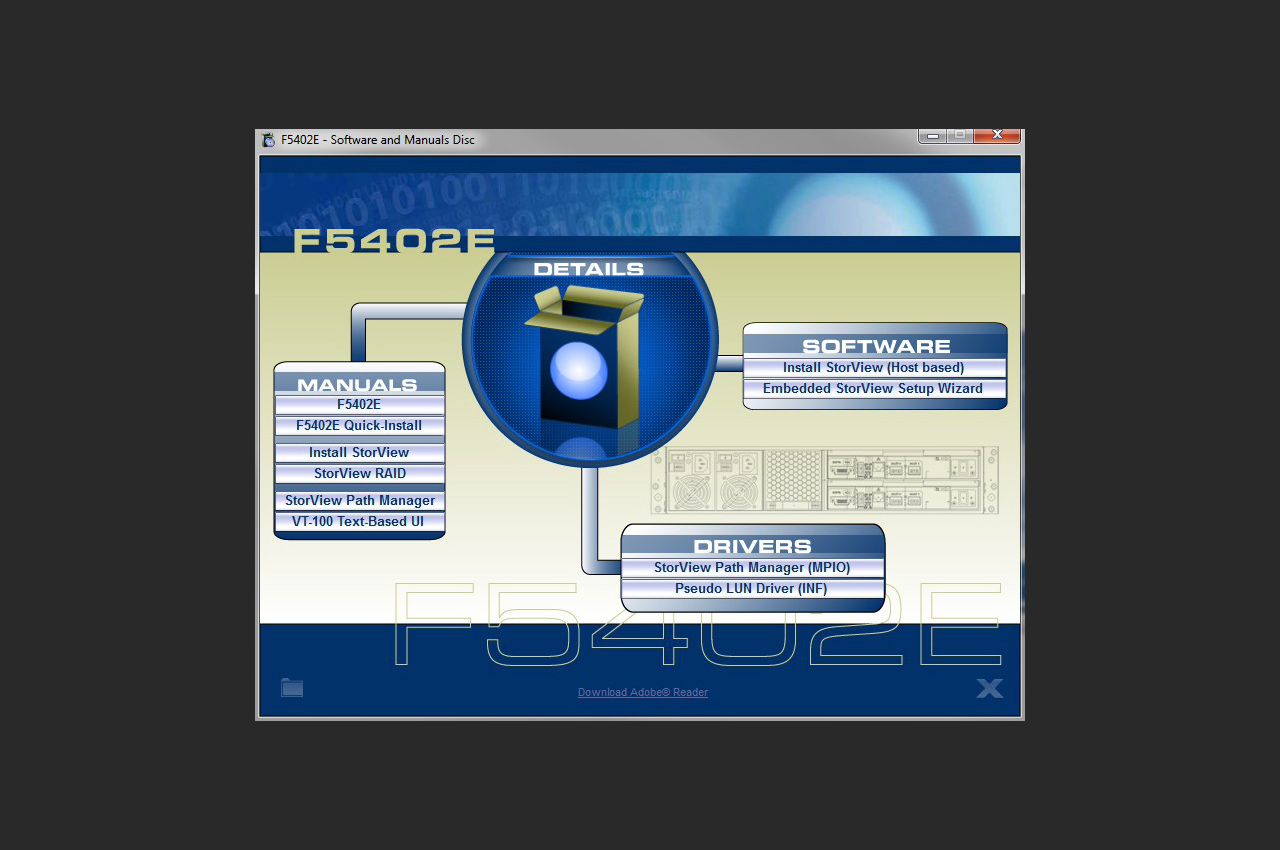 F5402E - Software and Manuals Disc
F5402E
DETAILS
MANUALS
F5402E
F5402E Quick-Install
Install StorView
StorView RAID
StorView Path Manager
VT-100 Text-Based UI
SOFTWARE
Install StorView (Host based)
Embedded StorView Setup Wizard
DRIVERS
StorView Path Manager (MPIO)
Pseudo LUN Driver (INF)
F5402E
Download Adobe® Reader